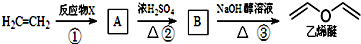 H₂C=CH₂ 反应物X ① A 浓H₂SO₄ △ ② B NaOH醇溶液 △ ③ O 乙烯醚